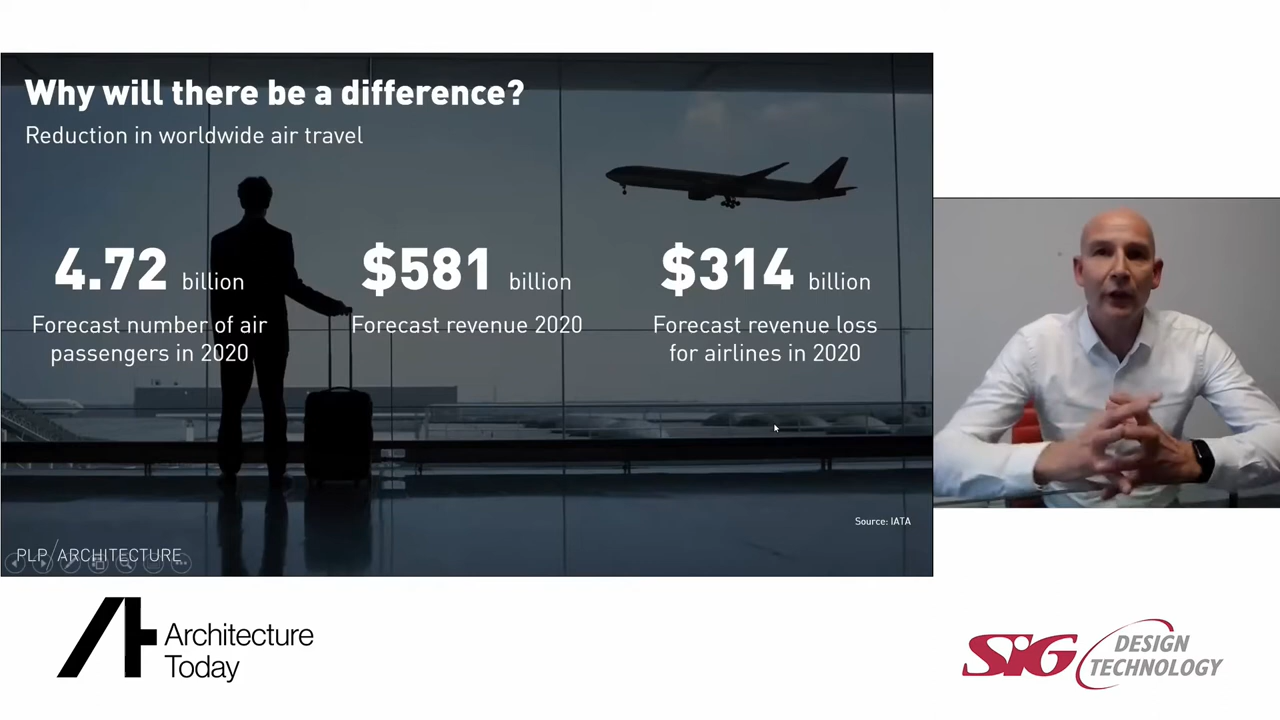 Why will there be a difference?
Reduction in worldwide air travel
4.72 billion
Forecast number of air
passengers in 2020
$581 billion
Forecast revenue 2020
$314 billion
Forecast revenue loss
for airlines in 2020
Source: IATA
PLP/ARCHITECTURE
Architecture
Today
SIG
DESIGN
TECHNOLOGY